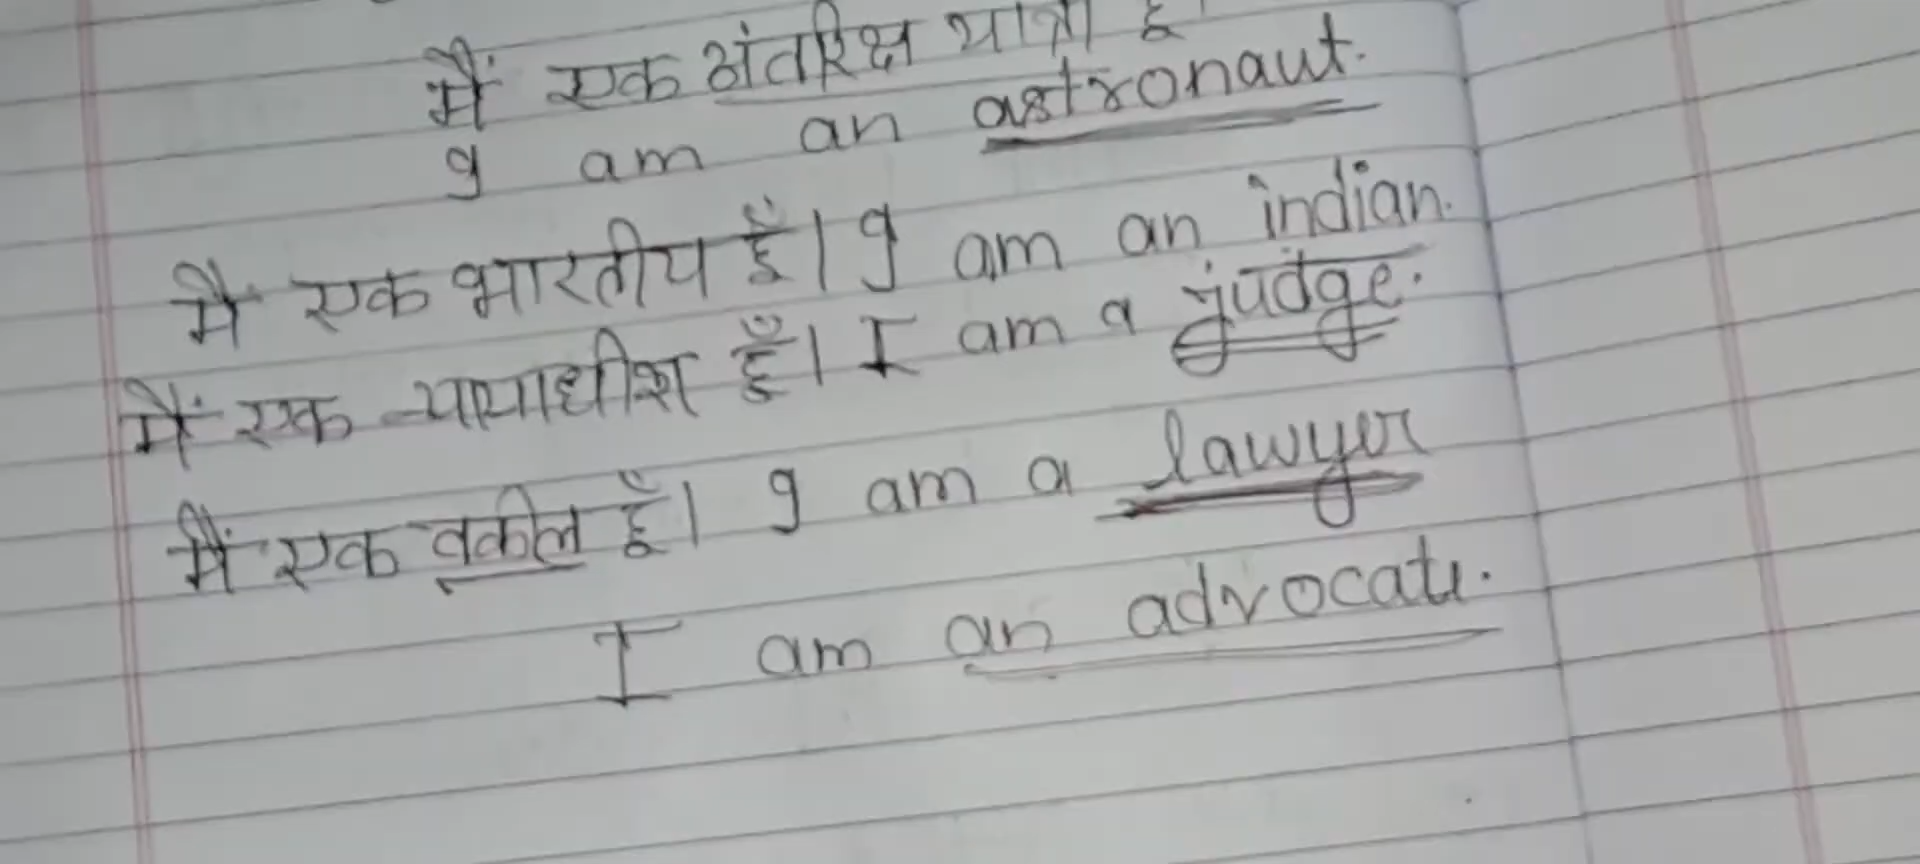 मैं एक अंतरिक्ष यात्री हूँ
I am an astronaut.
मै एक भारतीय हूँ। I am an indian.
मैं एक न्यायाधीश हूँ। I am a judge.
मैं एक वकील हूँ। I am a lawyer
I am an advocate.